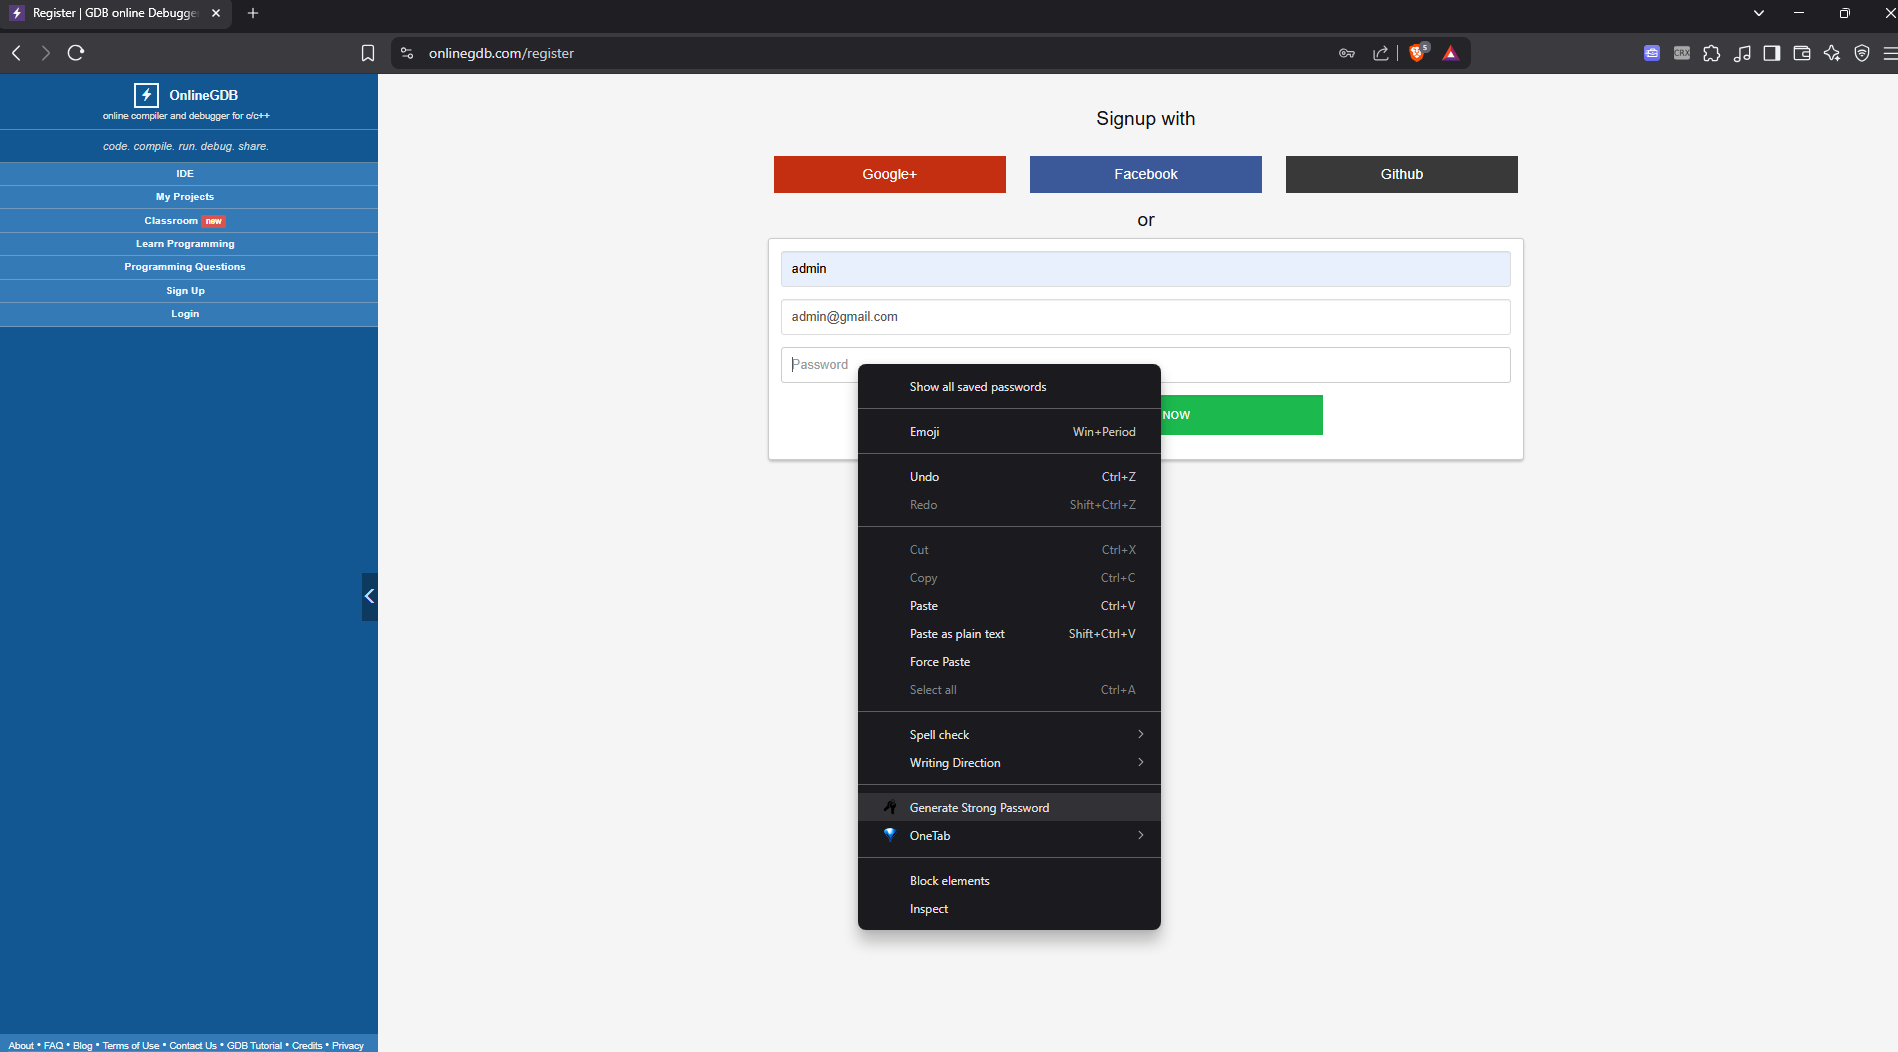 Register | GDB online Debugge
onlinegdb.com/register
5
CRX
OnlineGDB
online compiler and debugger for c/c++
code. compile. run. debug. share.
IDE
My Projects
Classroom new
Learn Programming
Programming Questions
Sign Up
Login
Signup with
Google+ Facebook Github
or
admin
admin@gmail.com
Password
NOW
Show all saved passwords
Emoji Win+Period
Undo Ctrl+Z
Redo Shift+Ctrl+Z
Cut Ctrl+X
Copy Ctrl+C
Paste Ctrl+V
Paste as plain text Shift+Ctrl+V
Force Paste
Select all Ctrl+A
Spell check
Writing Direction
Generate Strong Password
OneTab
Block elements
Inspect
About • FAQ • Blog • Terms of Use • Contact Us • GDB Tutorial • Credits • Privacy